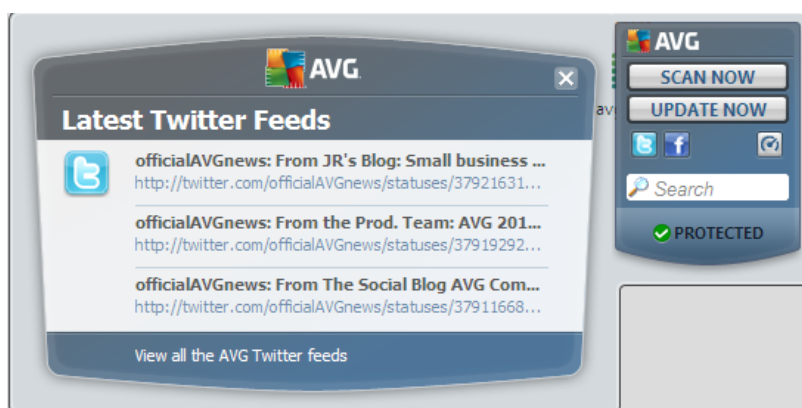 AVG
Latest Twitter Feeds
officialAVGnews: From JR's Blog: Small business ...
http://twitter.com/officialAVGnews/statuses/37921631...
officialAVGnews: From the Prod. Team: AVG 201...
http://twitter.com/officialAVGnews/statuses/37919292...
officialAVGnews: From The Social Blog AVG Com...
http://twitter.com/officialAVGnews/statuses/37911668...
View all the AVG Twitter feeds
av
AVG
SCAN NOW
UPDATE NOW
Search
PROTECTED